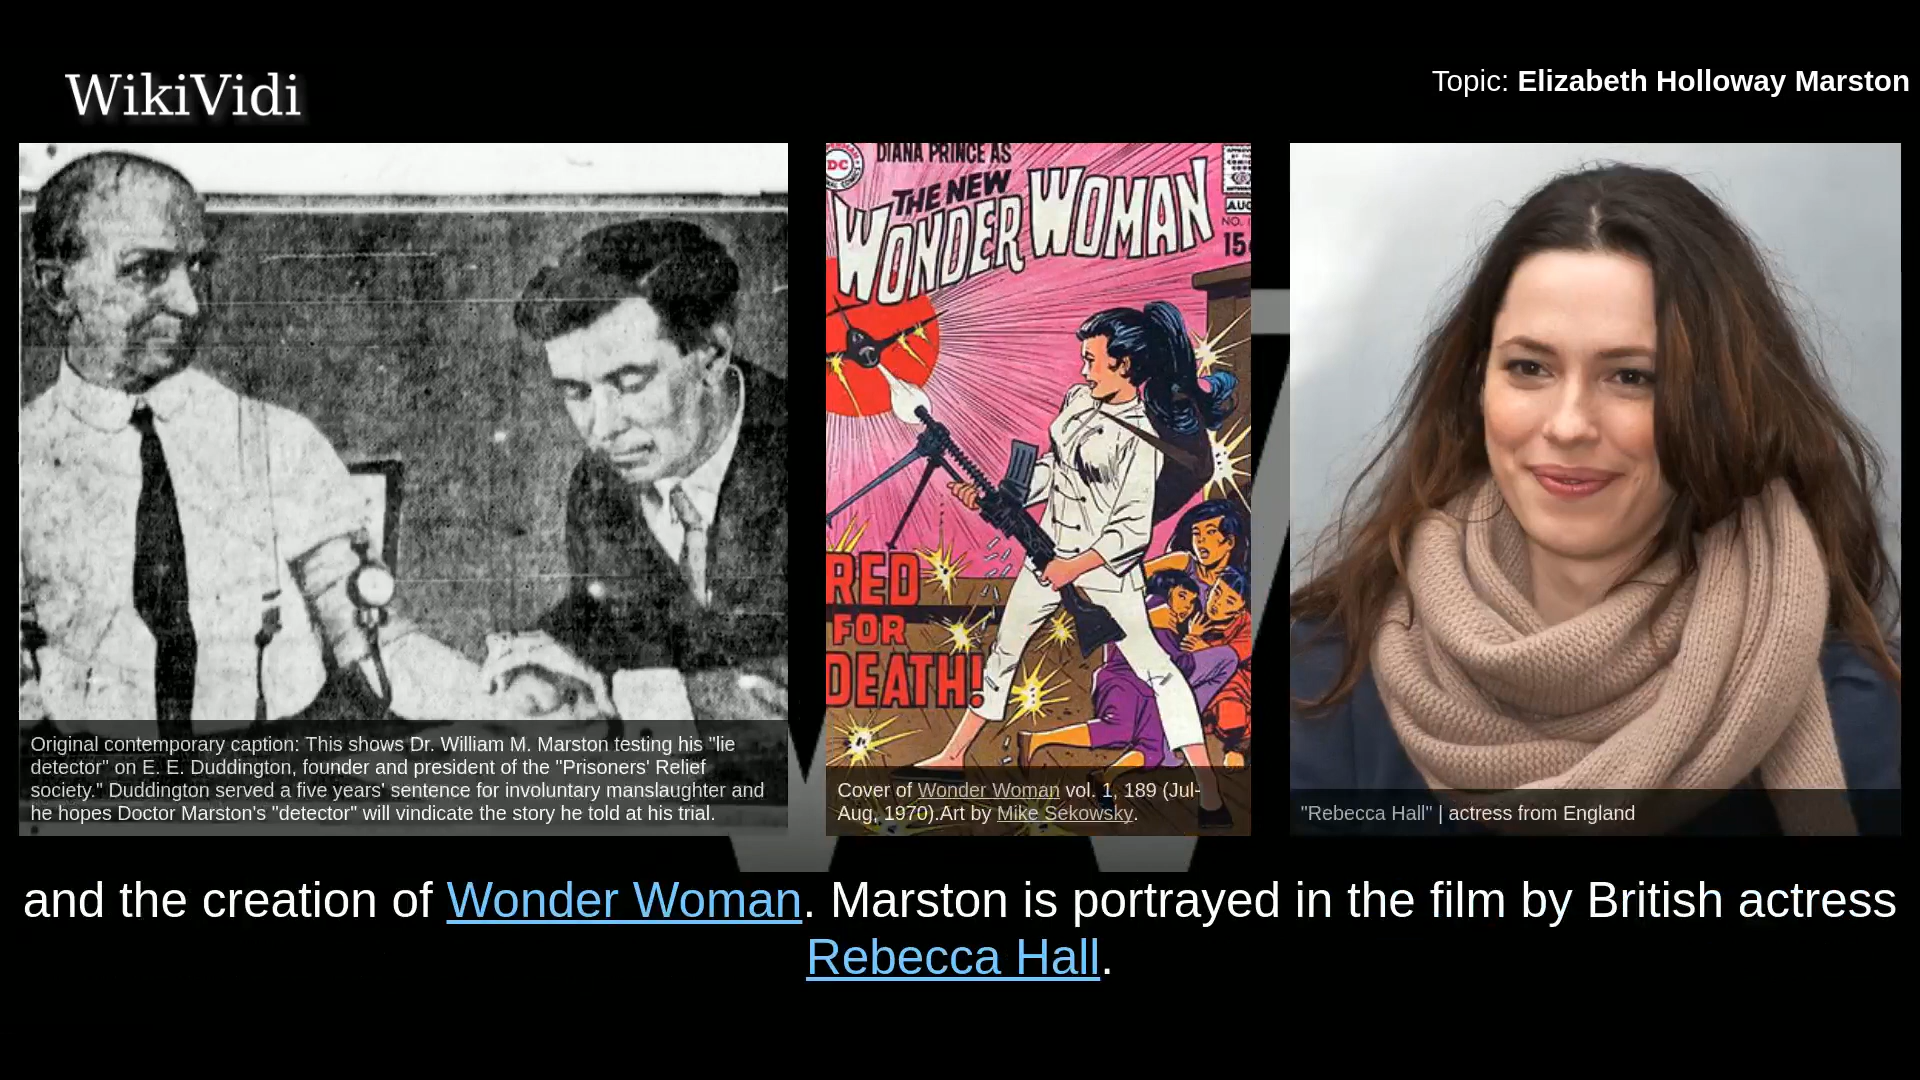 WikiVidi
Topic: Elizabeth Holloway Marston
DIANA PRINCE AS
THE NEW
WONDER WOMAN
DC
AUG
NO. 
15¢
RED
FOR
DEATH!
Original contemporary caption: This shows Dr. William M. Marston testing his "lie
detector" on E. E. Duddington, founder and president of the "Prisoners' Relief
society." Duddington served a five years' sentence for involuntary manslaughter and
he hopes Doctor Marston's "detector" will vindicate the story he told at his trial.
Cover of Wonder Woman vol. 1, 189 (Jul-
Aug, 1970).Art by Mike Sekowsky.
"Rebecca Hall" | actress from England
and the creation of Wonder Woman. Marston is portrayed in the film by British actress
Rebecca Hall.